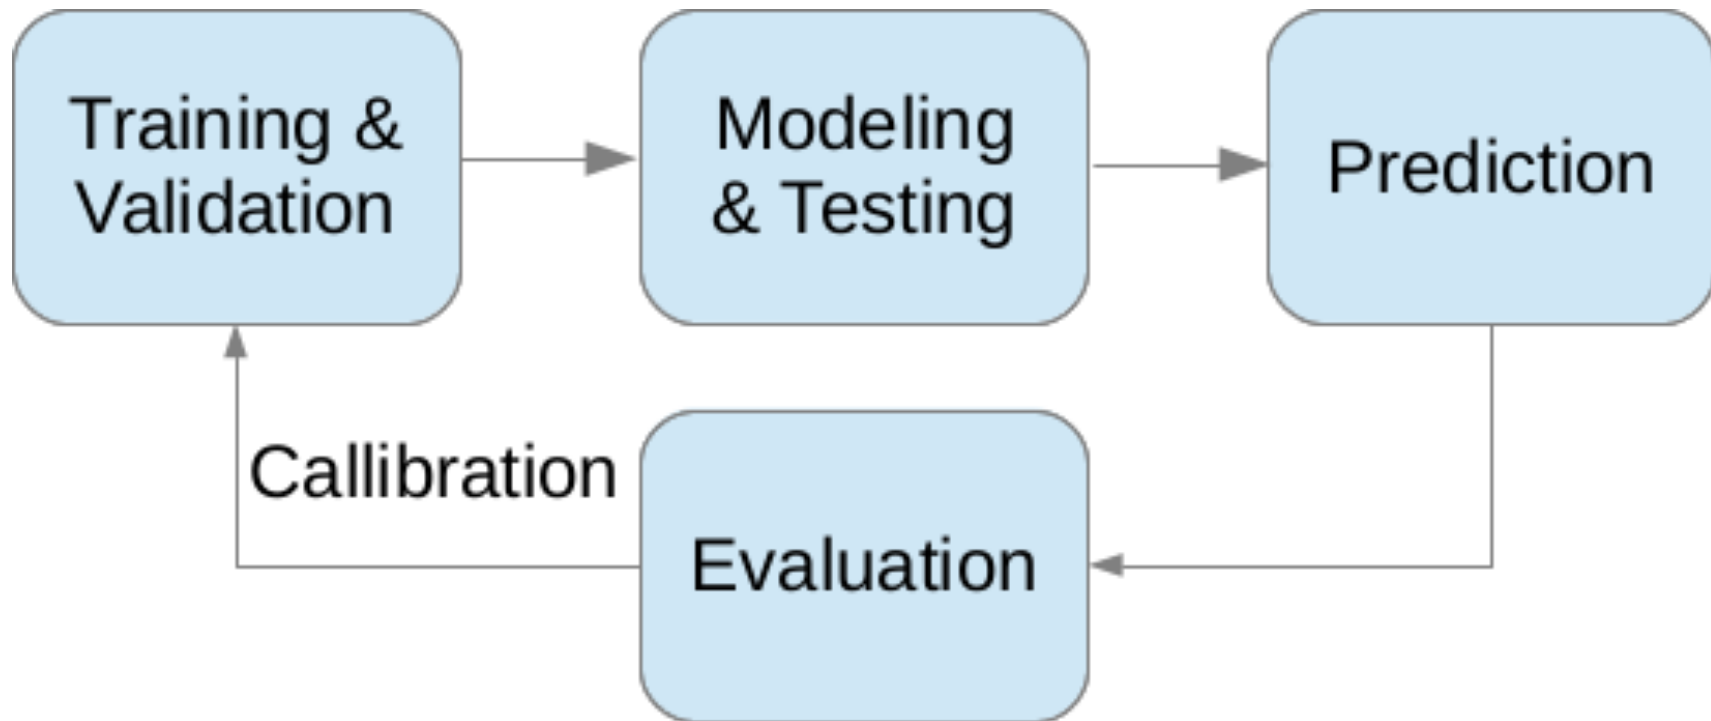 Training &
Validation
Modeling
& Testing
Prediction
Callibration
Evaluation